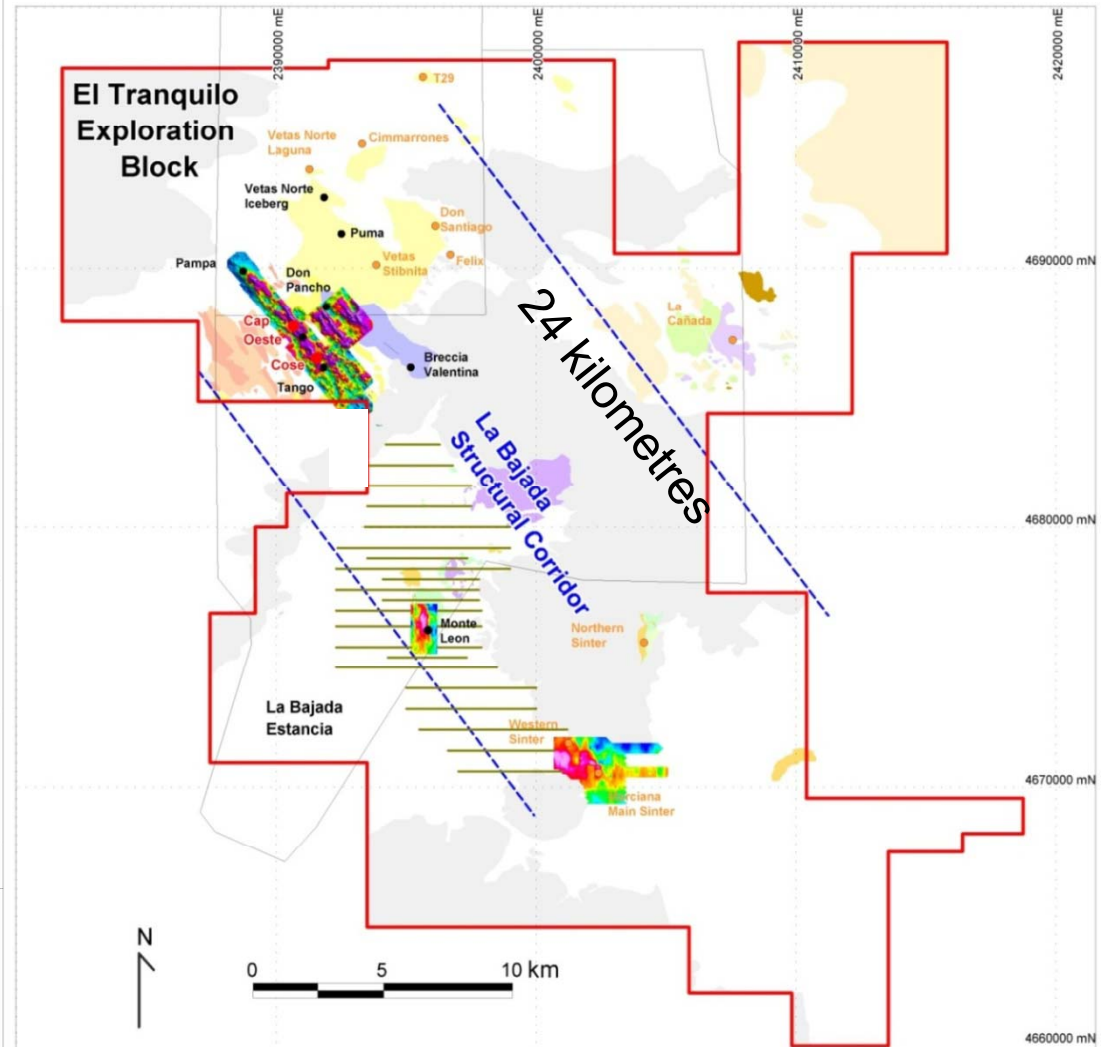 2390000 mE
2400000 mE
2410000 mE
2420000 mE
El Tranquilo
Exploration
Block
T29
Vetas Norte
Laguna
Cimmarrones
Vetas Norte
Iceberg
Don
Santiago
Puma
Felix
Vetas
Stibnita
Pampa
Don
Pancho
4690000 mN
Cap
Oeste
Cose
Tango
Breccia
Valentina
La
Cañada
24 kilometres
La Bajada
Structural Corridor
4680000 mN
Monte
Leon
Northern
Sinter
La Bajada
Estancia
Western
Sinter
Main Sinter
4670000 mN
N
0 5 10 km
4660000 mN